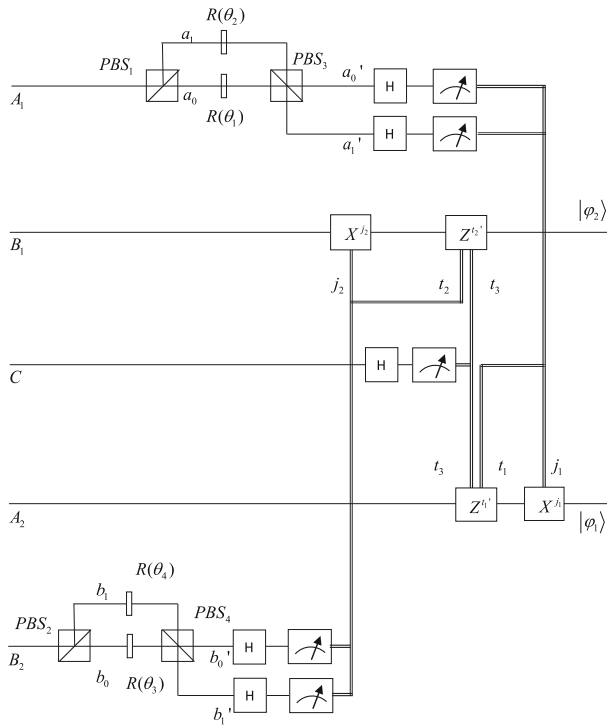 R(θ₂)
a₁
PBS₁
PBS₃
A₁
a₀
R(θ₁)
a₀'
H
H
a₁'
|φ₂⟩
B₁
X^{j₂}
Z^{t₂'}
j₂
t₂
t₃
C
H
t₃
t₁
j₁
A₂
Z^{t₁'}
X^{j₁}
|φ₁⟩
R(θ₄)
b₁
PBS₂
PBS₄
B₂
b₀
R(θ₃)
b₀'
H
H
b₁'